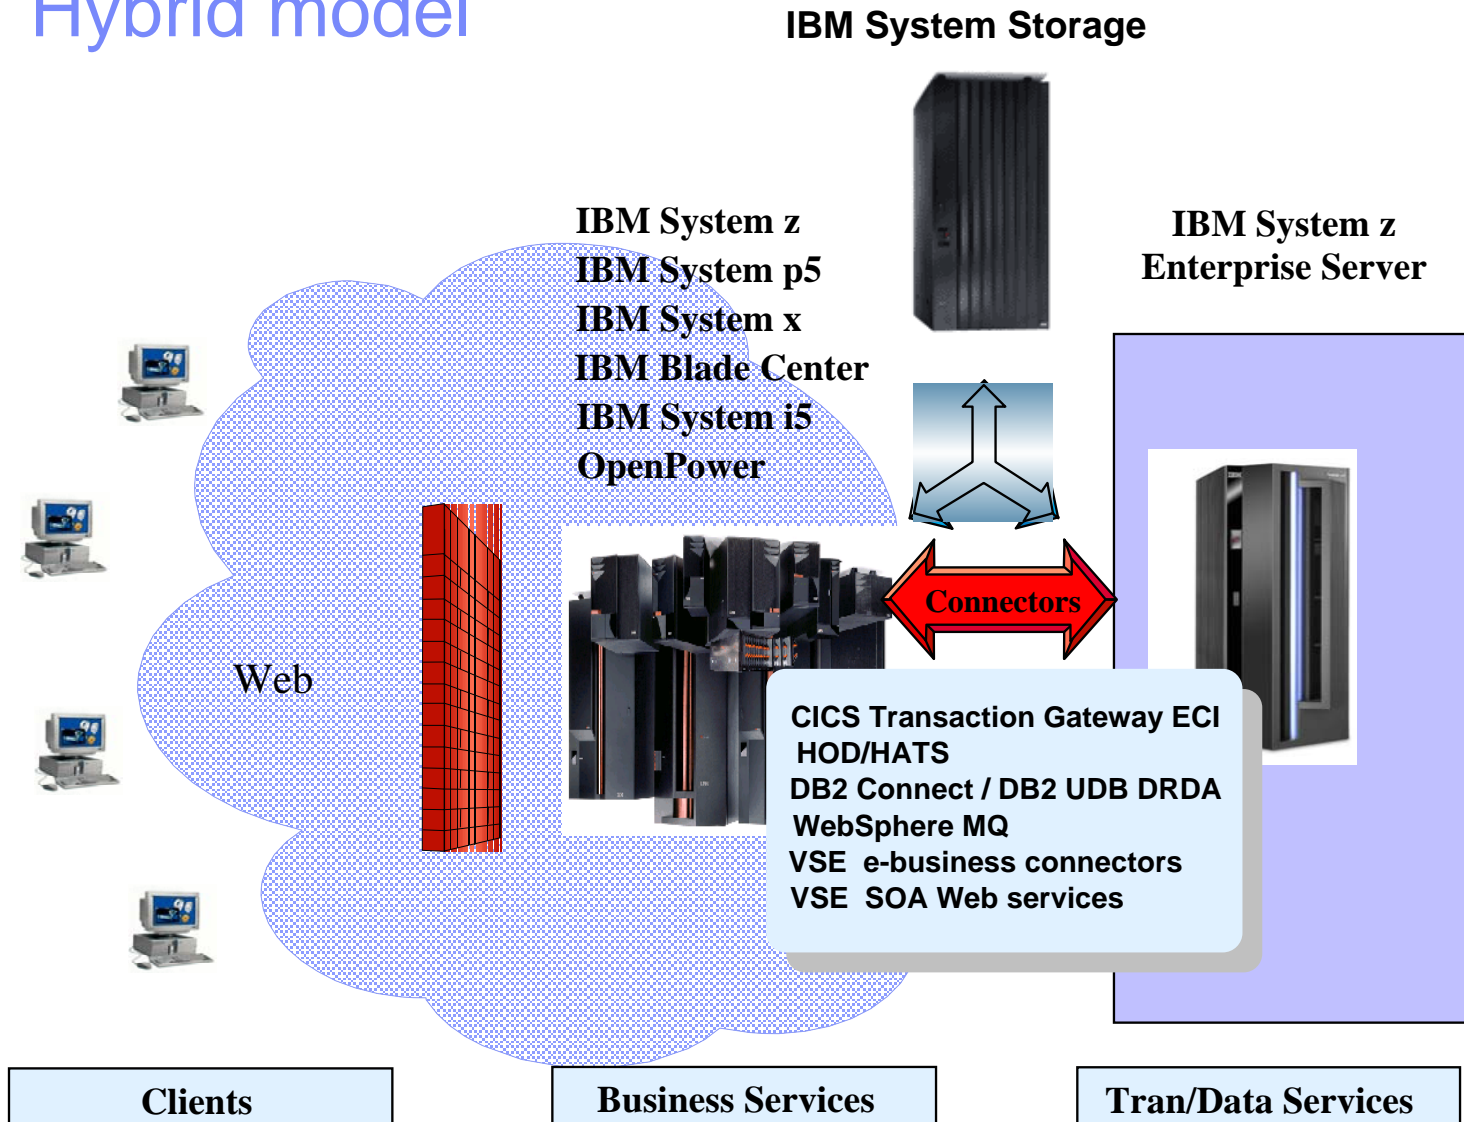 Hybrid model
IBM System Storage
IBM System z
IBM System p5
IBM System x
IBM Blade Center
IBM System i5
OpenPower
IBM System z
Enterprise Server
Connectors
Web
CICS Transaction Gateway ECI
HOD/HATS
DB2 Connect / DB2 UDB DRDA
WebSphere MQ
VSE e-business connectors
VSE SOA Web services
Clients
Business Services
Tran/Data Services